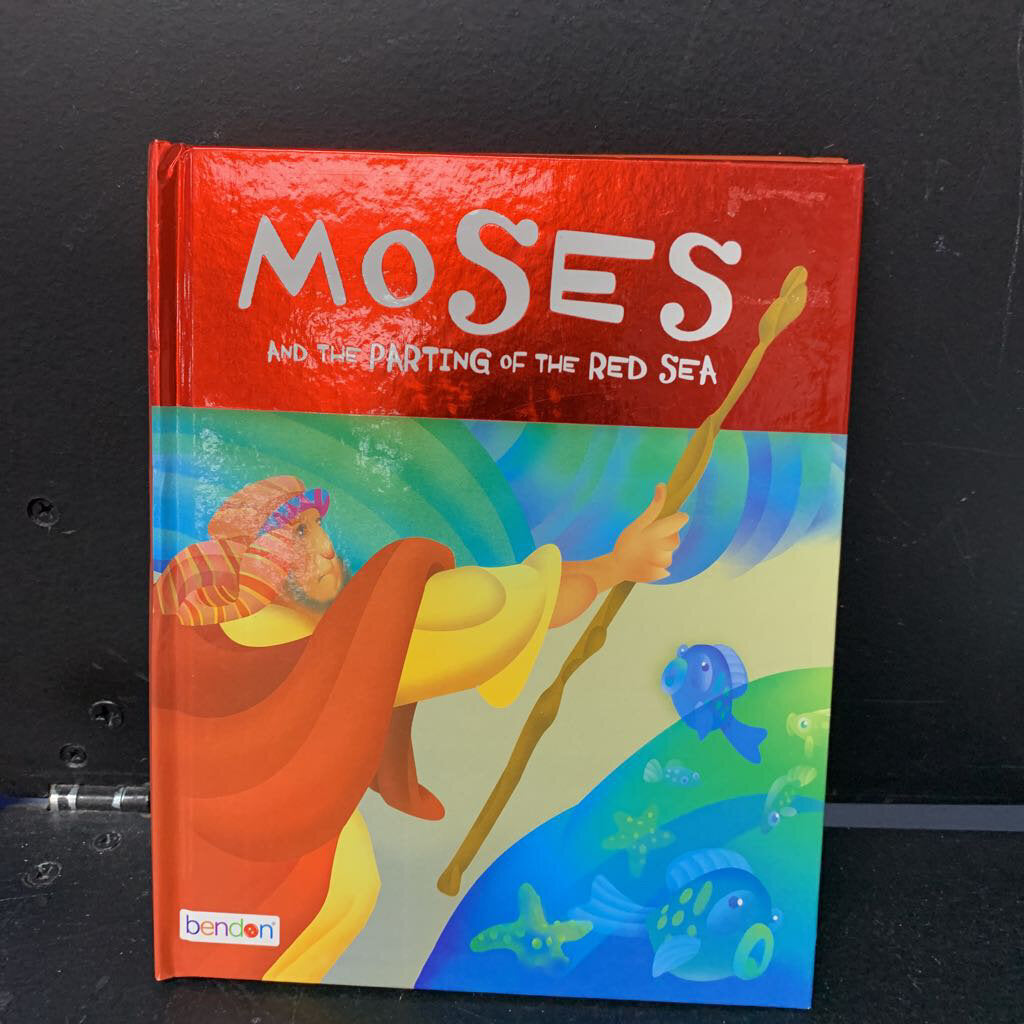 MOSES
AND THE PARTING OF THE RED SEA
bendon®